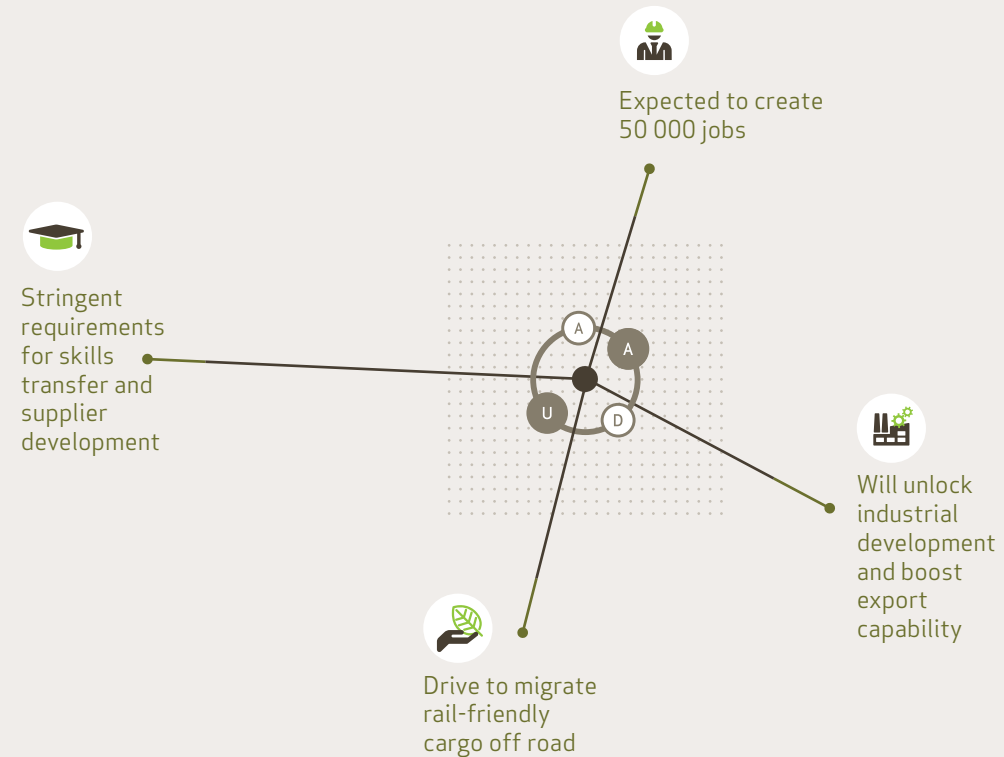 Expected to create
50 000 jobs
Stringent
requirements
for skills
transfer and
supplier
development
A
A
U
D
Will unlock
industrial
development
and boost
export
capability
Drive to migrate
rail-friendly
cargo off road